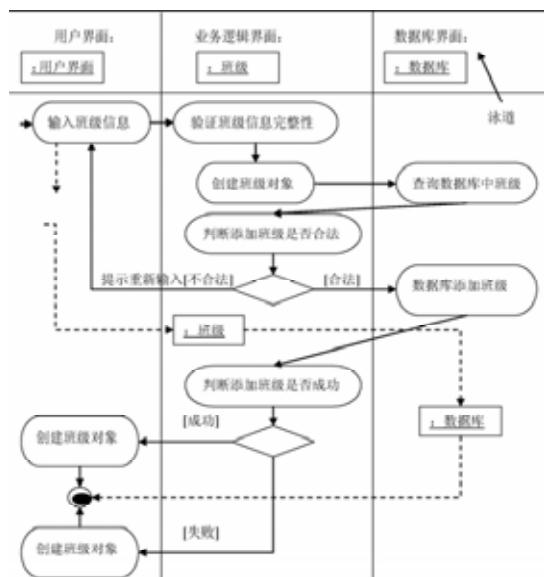 用户界面：
业务逻辑界面：
数据库界面：
：用户界面
：班级
：数据库
泳道
输入班级信息
验证班级信息完整性
创建班级对象
查询数据库中班级
判断添加班级是否合法
提示重新输入[不合法]
[合法]
数据库添加班级
：班级
判断添加班级是否成功
：数据库
[成功]
创建班级对象
[失败]
创建班级对象